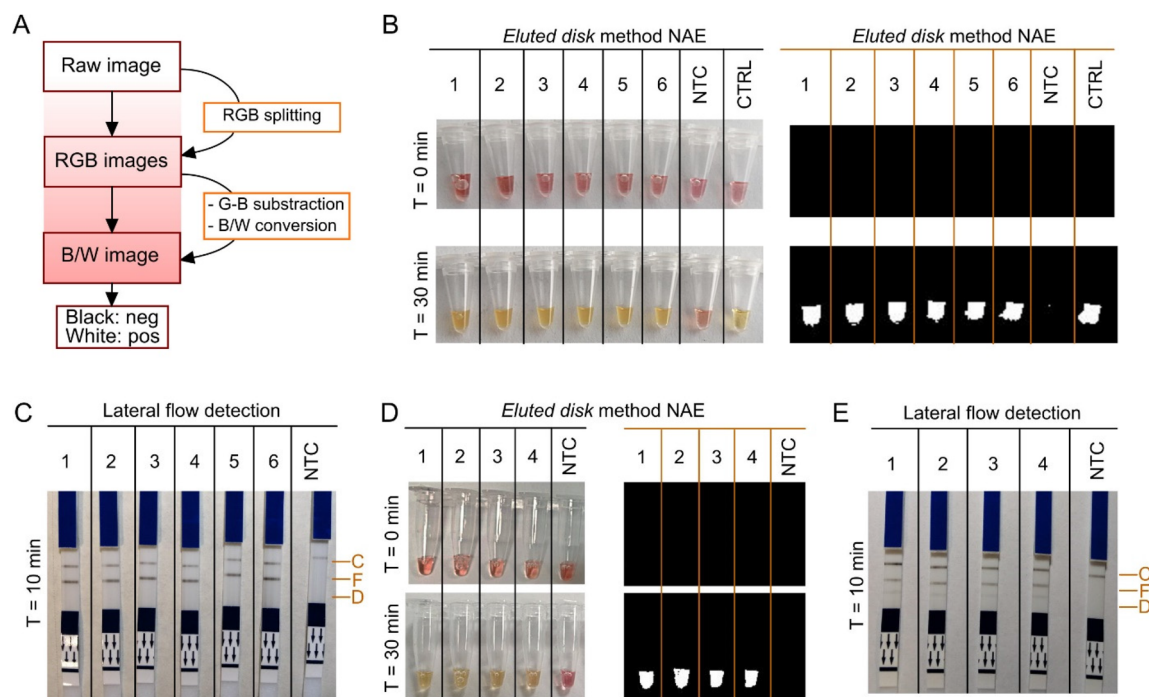 A
Raw image
RGB splitting
RGB images
- G-B substraction
- B/W conversion
B/W image
Black: neg
White: pos
B
Eluted disk method NAE
1 2 3 4 5 6 NTC CTRL
T = 0 min
T = 30 min
Eluted disk method NAE
1 2 3 4 5 6 NTC CTRL
C
Lateral flow detection
1 2 3 4 5 6 NTC
T = 10 min
C
F
D
D
Eluted disk method NAE
1 2 3 4 NTC
T = 0 min
T = 30 min
1 2 3 4 NTC
E
Lateral flow detection
1 2 3 4 NTC
T = 10 min
C
F
D